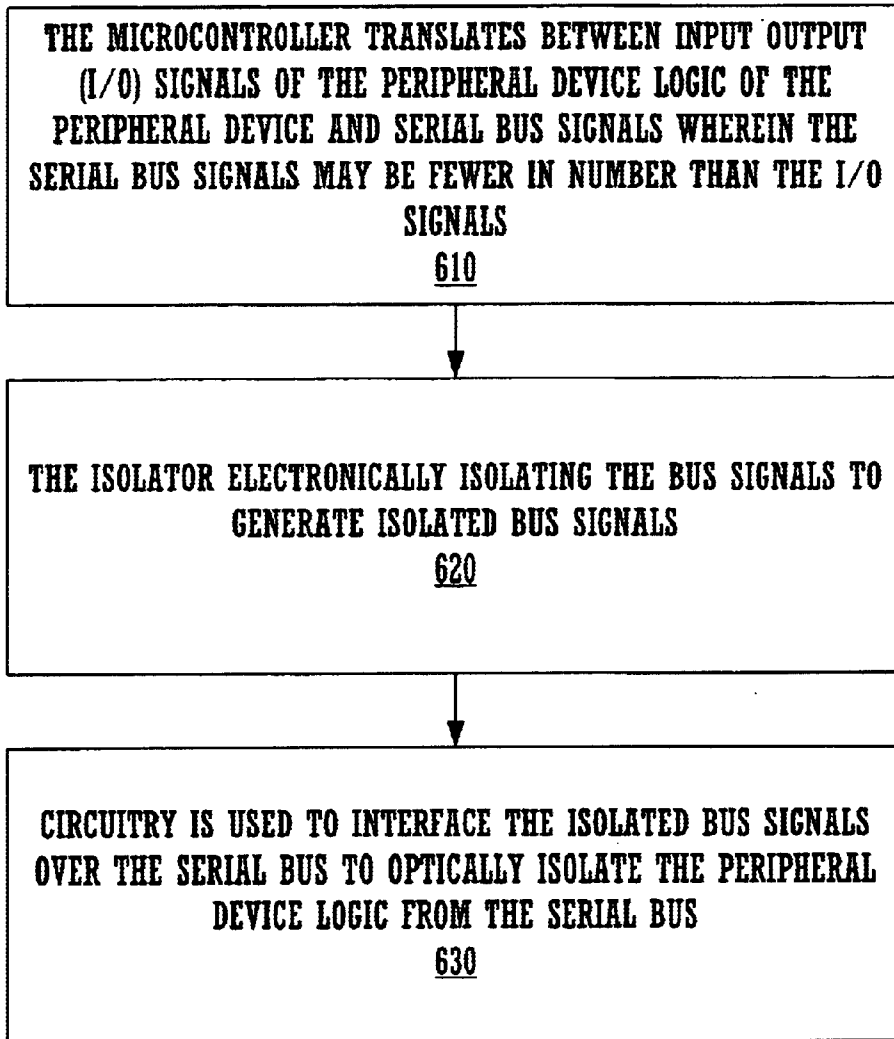 THE MICROCONTROLLER TRANSLATES BETWEEN INPUT OUTPUT
(I/O) SIGNALS OF THE PERIPHERAL DEVICE LOGIC OF THE
PERIPHERAL DEVICE AND SERIAL BUS SIGNALS WHEREIN THE
SERIAL BUS SIGNALS MAY BE FEWER IN NUMBER THAN THE I/O
SIGNALS
610
THE ISOLATOR ELECTRONICALLY ISOLATING THE BUS SIGNALS TO
GENERATE ISOLATED BUS SIGNALS
620
CIRCUITRY IS USED TO INTERFACE THE ISOLATED BUS SIGNALS
OVER THE SERIAL BUS TO OPTICALLY ISOLATE THE PERIPHERAL
DEVICE LOGIC FROM THE SERIAL BUS
630